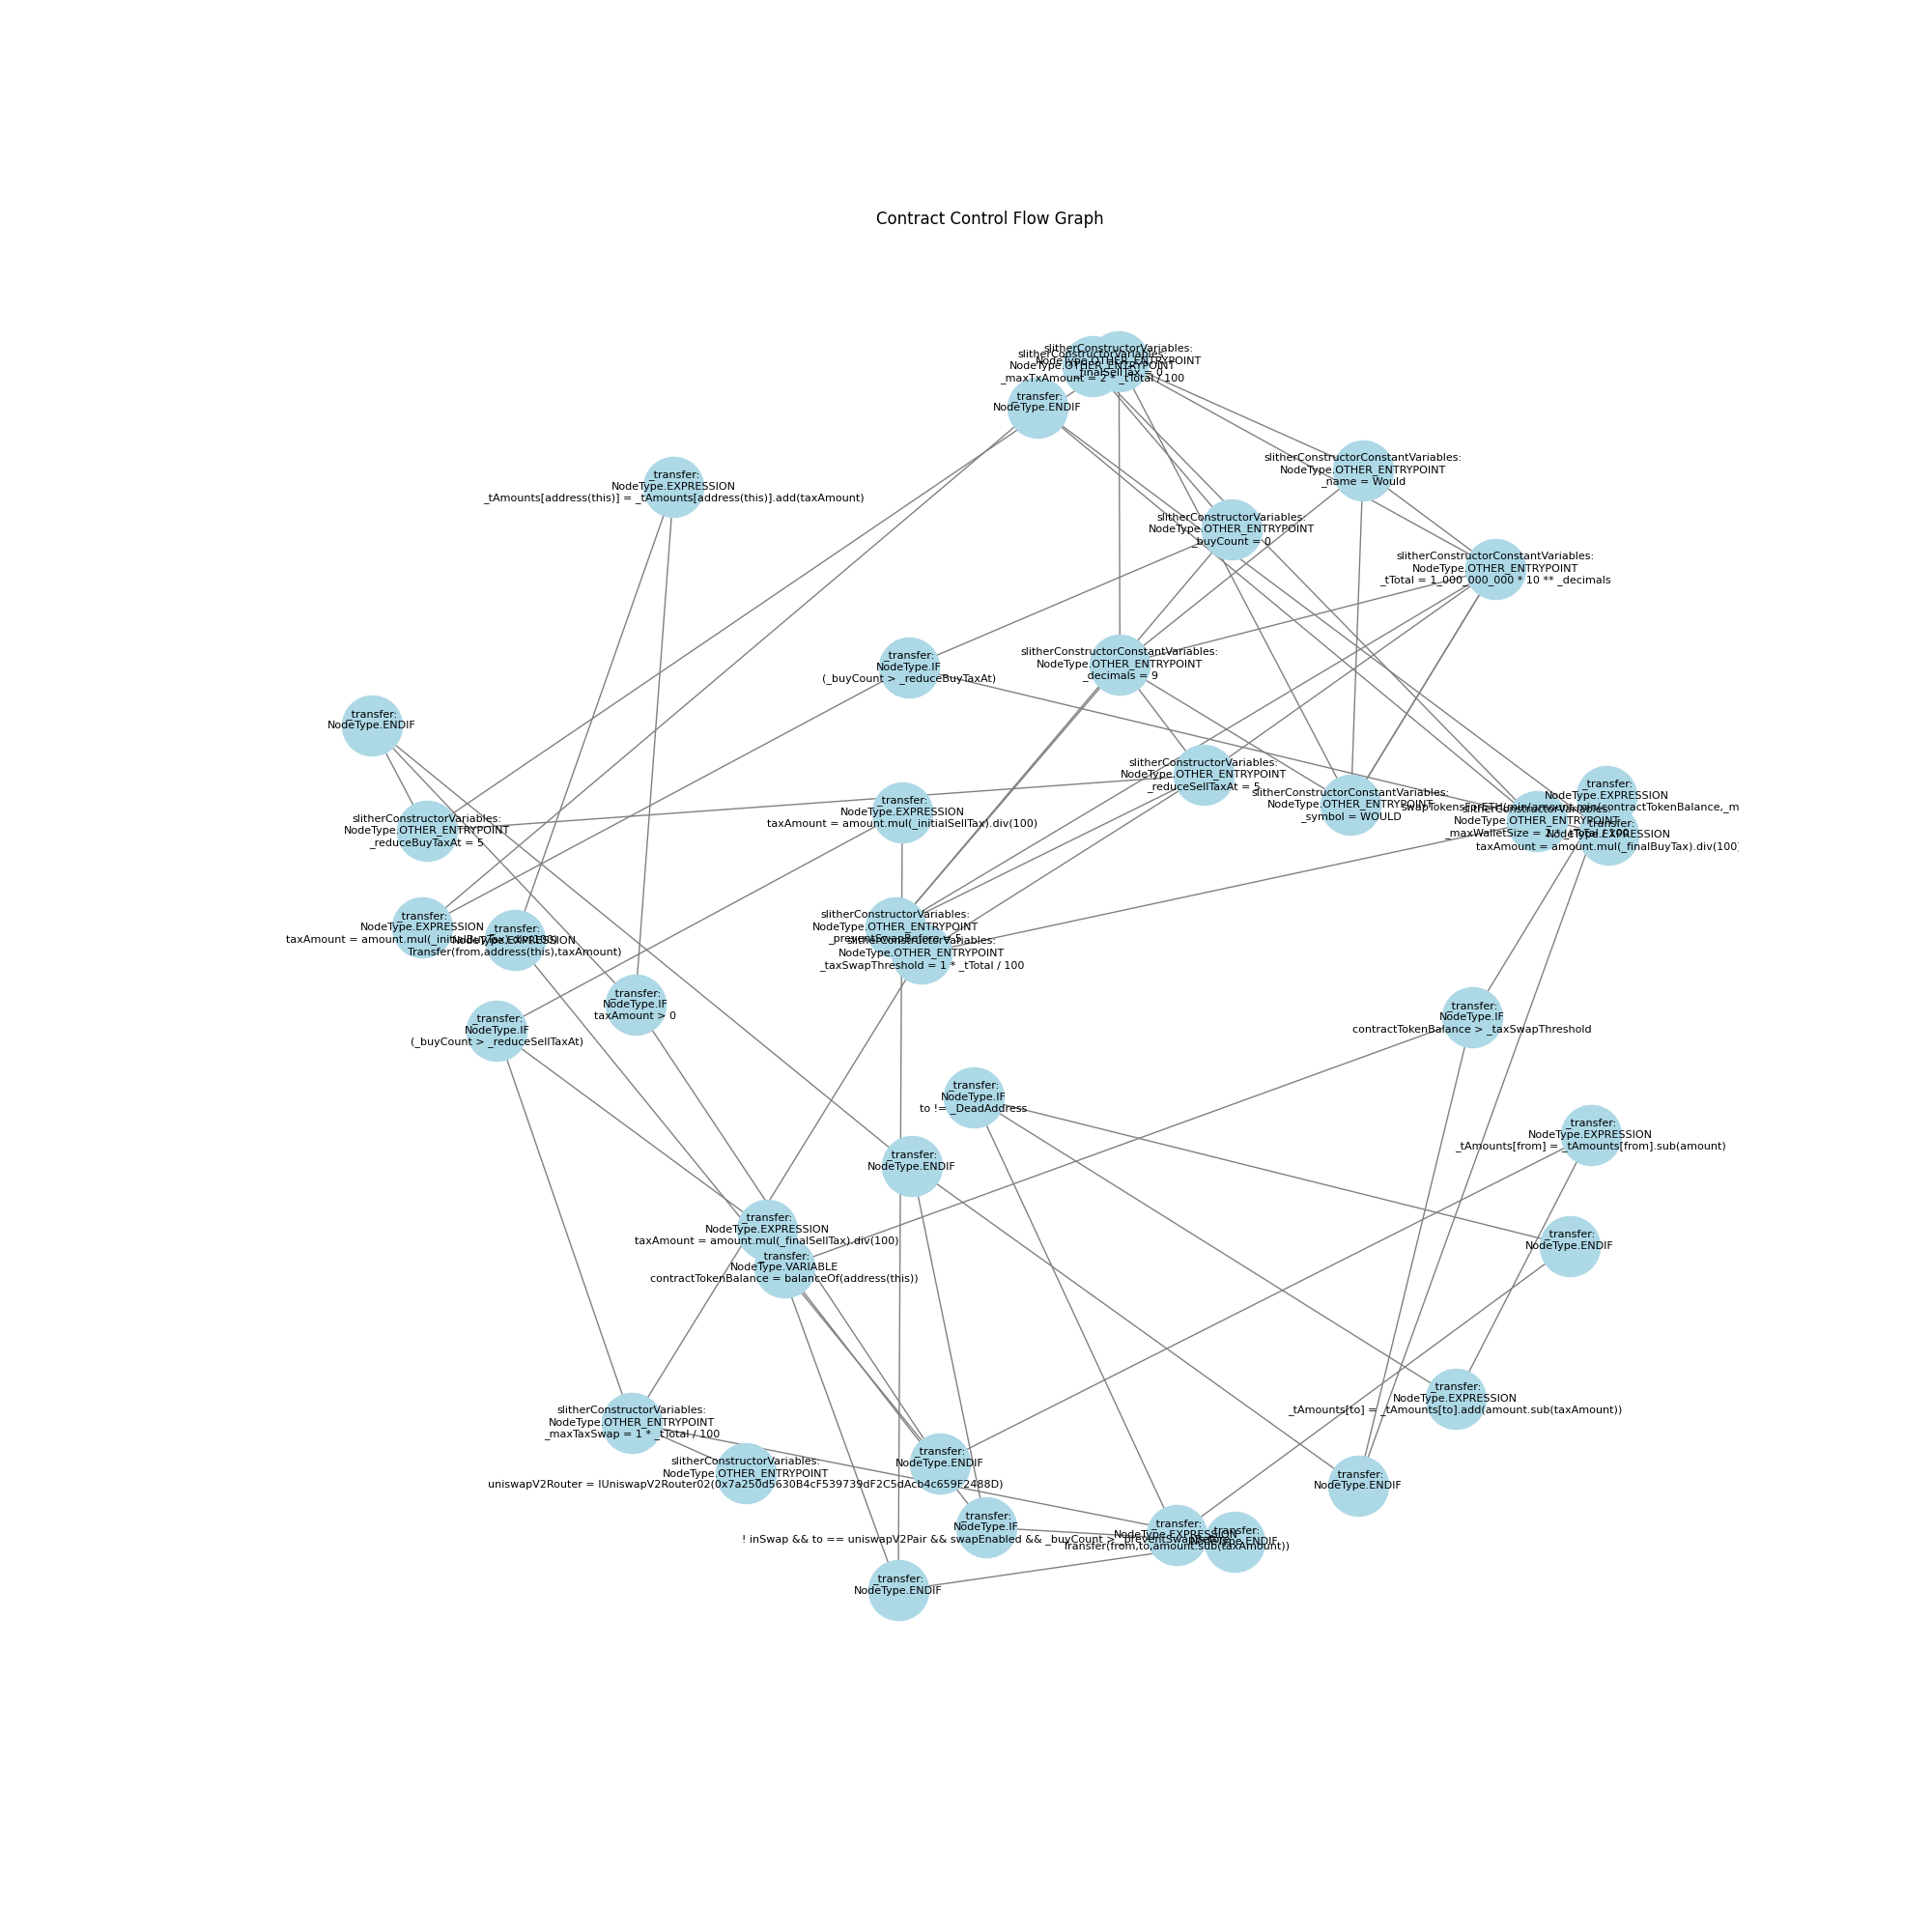 Contract Control Flow Graph
slitherConstructorVariables:
NodeType.OTHER_ENTRYPOINT
_finalSellTax = 0
slitherConstructorVariables:
NodeType.OTHER_ENTRYPOINT
_maxTxAmount = 2 * _tTotal / 100
_transfer:
NodeType.ENDIF
slitherConstructorConstantVariables:
NodeType.OTHER_ENTRYPOINT
_name = Would
_transfer:
NodeType.EXPRESSION
_tAmounts[address(this)] = _tAmounts[address(this)].add(taxAmount)
slitherConstructorVariables:
NodeType.OTHER_ENTRYPOINT
_buyCount = 0
slitherConstructorConstantVariables:
NodeType.OTHER_ENTRYPOINT
_tTotal = 1_000_000_000 * 10 ** _decimals
_transfer:
NodeType.IF
(_buyCount > _reduceBuyTaxAt)
slitherConstructorConstantVariables:
NodeType.OTHER_ENTRYPOINT
_decimals = 9
_transfer:
NodeType.ENDIF
slitherConstructorVariables:
NodeType.OTHER_ENTRYPOINT
_reduceSellTaxAt = 5
_transfer:
NodeType.EXPRESSION
swapTokensForEth(min(amount,min(contractTokenBalance,_m
slitherConstructorConstantVariables:
NodeType.OTHER_ENTRYPOINT
_symbol = WOULD
_transfer:
NodeType.EXPRESSION
taxAmount = amount.mul(_initialSellTax).div(100)
slitherConstructorVariables:
NodeType.OTHER_ENTRYPOINT
_maxWalletSize = 2 * _tTotal / 100
slitherConstructorVariables:
NodeType.OTHER_ENTRYPOINT
_reduceBuyTaxAt = 5
_transfer:
NodeType.EXPRESSION
taxAmount = amount.mul(_finalBuyTax).div(100)
_transfer:
NodeType.EXPRESSION
taxAmount = amount.mul(_initialBuyTax).div(100)
slitherConstructorVariables:
NodeType.OTHER_ENTRYPOINT
_preventSwapBefore = 5
_transfer:
NodeType.EXPRESSION
Transfer(from,address(this),taxAmount)
slitherConstructorVariables:
NodeType.OTHER_ENTRYPOINT
_taxSwapThreshold = 1 * _tTotal / 100
_transfer:
NodeType.IF
taxAmount > 0
_transfer:
NodeType.IF
contractTokenBalance > _taxSwapThreshold
_transfer:
NodeType.IF
(_buyCount > _reduceSellTaxAt)
_transfer:
NodeType.IF
to != _DeadAddress
_transfer:
NodeType.EXPRESSION
_tAmounts[from] = _tAmounts[from].sub(amount)
_transfer:
NodeType.ENDIF
_transfer:
NodeType.EXPRESSION
taxAmount = amount.mul(_finalSellTax).div(100)
_transfer:
NodeType.ENDIF
_transfer:
NodeType.VARIABLE
contractTokenBalance = balanceOf(address(this))
_transfer:
NodeType.EXPRESSION
_tAmounts[to] = _tAmounts[to].add(amount.sub(taxAmount))
slitherConstructorVariables:
NodeType.OTHER_ENTRYPOINT
_maxTaxSwap = 1 * _tTotal / 100
_transfer:
NodeType.ENDIF
slitherConstructorVariables:
NodeType.OTHER_ENTRYPOINT
uniswapV2Router = IUniswapV2Router02(0x7a250d5630B4cF539739dF2C5dAcb4c659F2488D)
_transfer:
NodeType.ENDIF
_transfer:
NodeType.IF
! inSwap && to == uniswapV2Pair && swapEnabled && _buyCount > _preventSwapBefore
_transfer:
NodeType.EXPRESSION
Transfer(from,to,amount.sub(taxAmount))
_transfer:
NodeType.ENDIF
_transfer:
NodeType.ENDIF